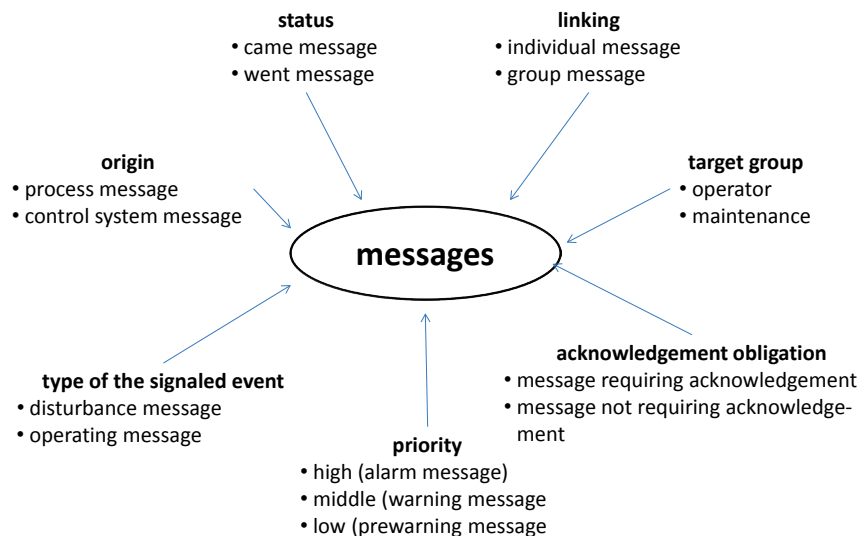 status
• came message
• went message
linking
• individual message
• group message
origin
• process message
• control system message
target group
• operator
• maintenance
messages
type of the signaled event
• disturbance message
• operating message
acknowledgement obligation
• message requiring acknowledgement
• message not requiring acknowledge-
ment
priority
• high (alarm message)
• middle (warning message
• low (prewarning message